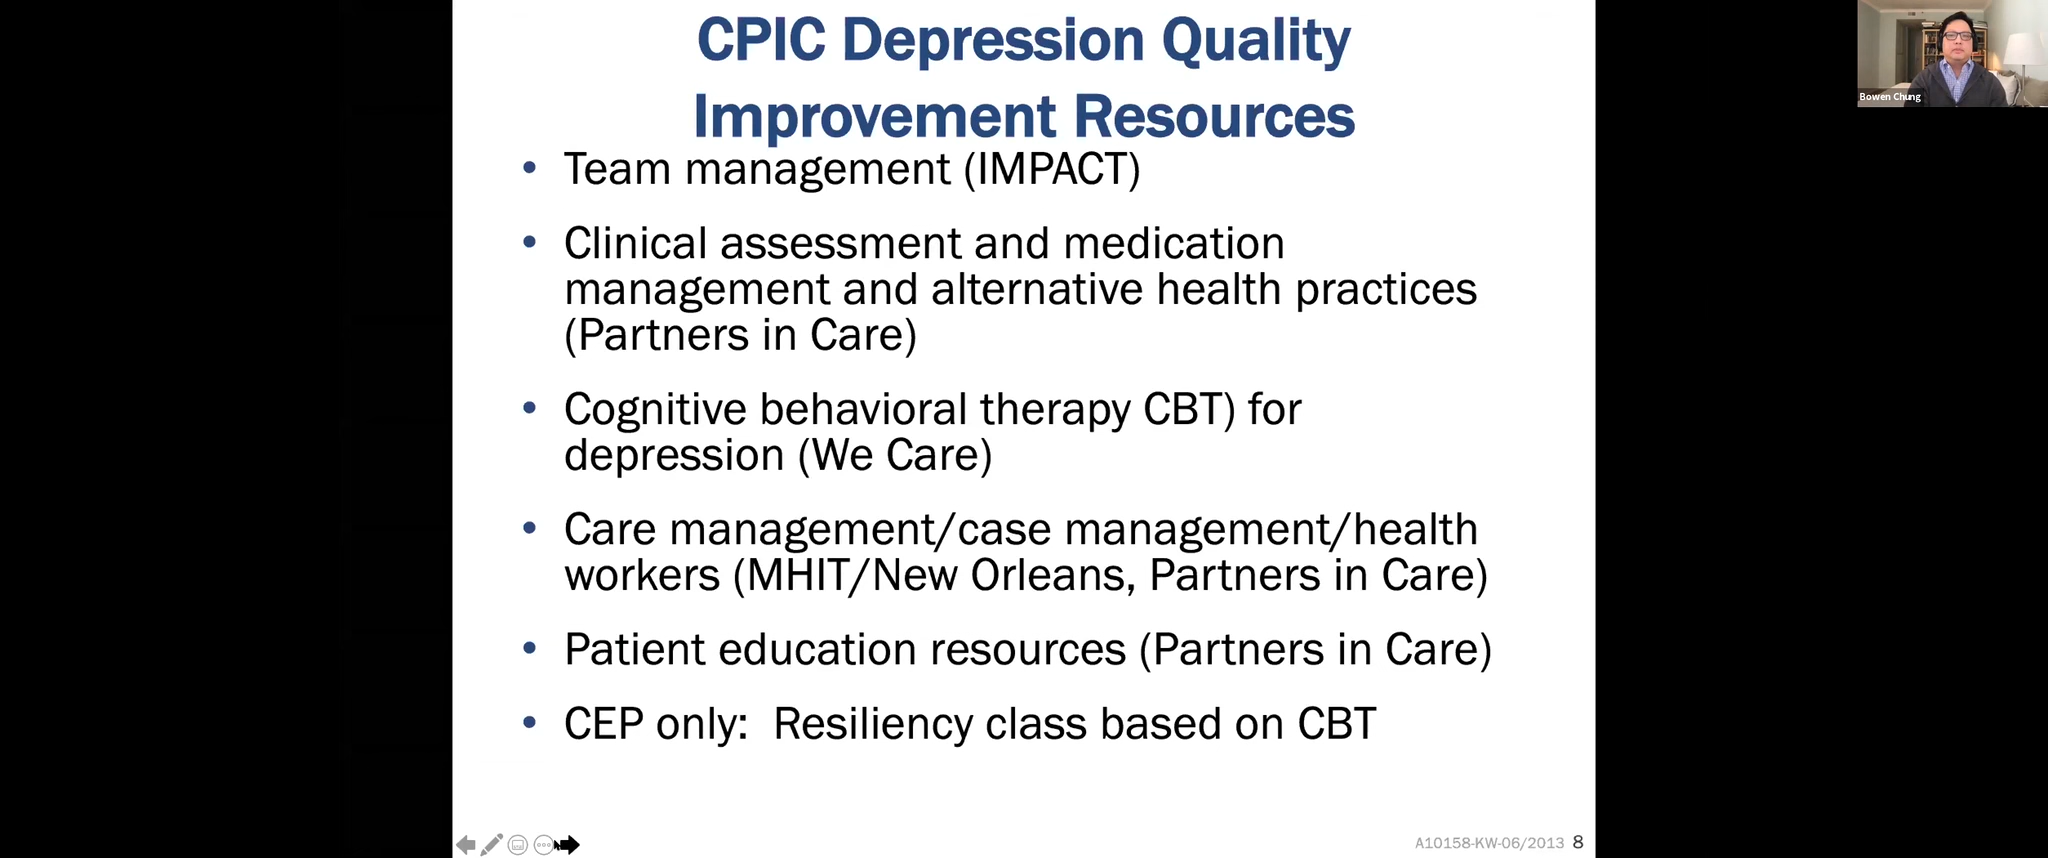 CPIC Depression Quality
Improvement Resources
• Team management (IMPACT)
• Clinical assessment and medication
management and alternative health practices
(Partners in Care)
• Cognitive behavioral therapy CBT) for
depression (We Care)
• Care management/case management/health
workers (MHIT/New Orleans, Partners in Care)
• Patient education resources (Partners in Care)
• CEP only:  Resiliency class based on CBT
A10158-KW-06/2013 8
Bowen Chung